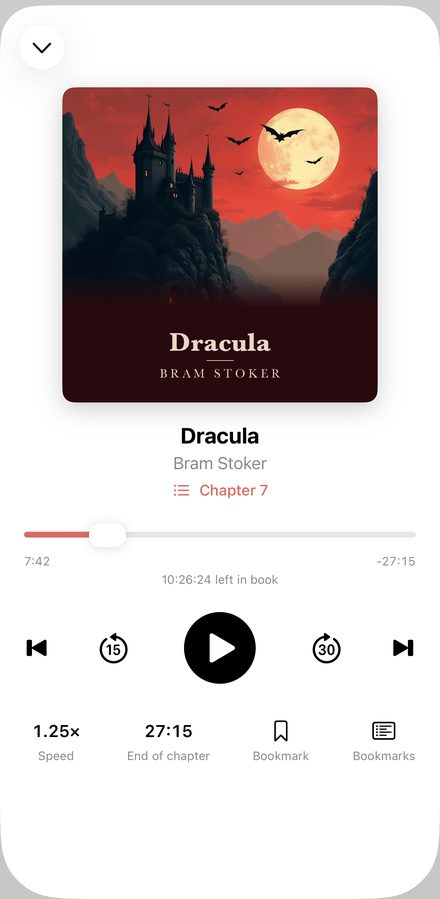 Dracula
BRAM STOKER
Dracula
Bram Stoker
Chapter 7
7:42 -27:15
10:26:24 left in book
15 30
1.25× 27:15
Speed End of chapter Bookmark Bookmarks